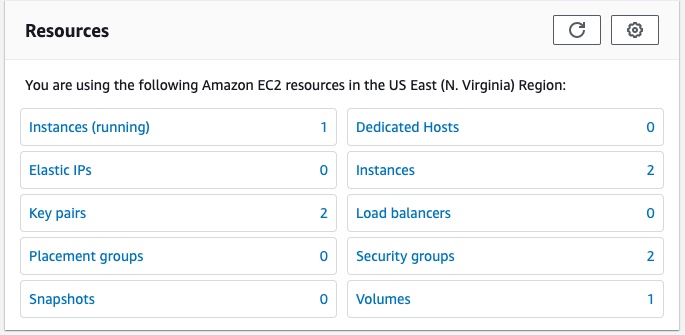 Resources
You are using the following Amazon EC2 resources in the US East (N. Virginia) Region:
Instances (running) 1 Dedicated Hosts 0
Elastic IPs 0 Instances 2
Key pairs 2 Load balancers 0
Placement groups 0 Security groups 2
Snapshots 0 Volumes 1